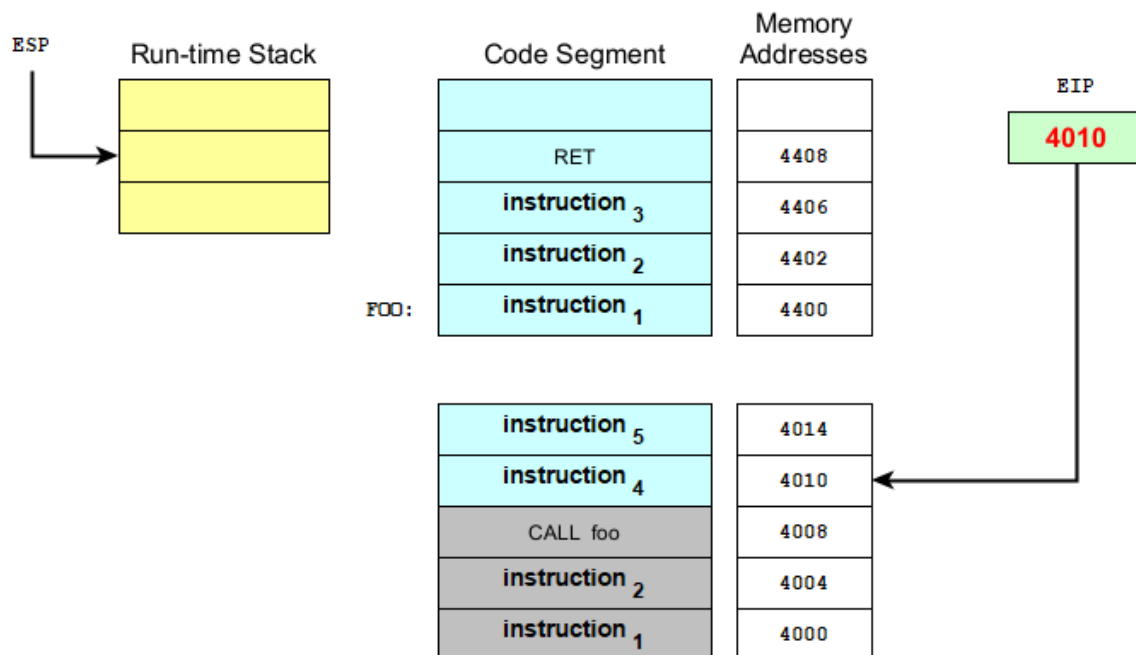 ESP
Run-time Stack
Code Segment
Memory
Addresses
EIP
4010
RET
4408
instruction 3
4406
instruction 2
4402
FOO:
instruction 1
4400
instruction 5
4014
instruction 4
4010
CALL foo
4008
instruction 2
4004
instruction 1
4000